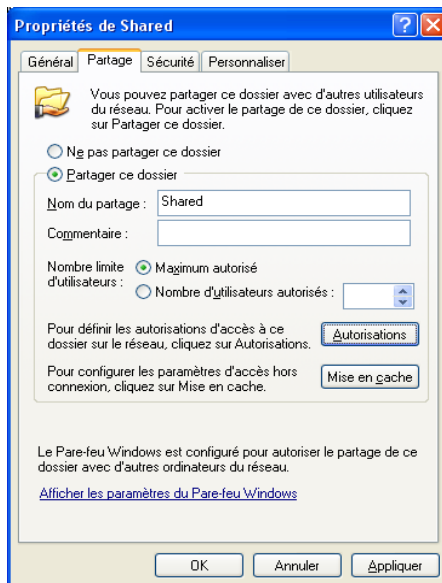 Propriétés de Shared
Général Partage Sécurité Personnaliser
Vous pouvez partager ce dossier avec d'autres utilisateurs
du réseau. Pour activer le partage de ce dossier, cliquez
sur Partager ce dossier.
Ne pas partager ce dossier
Partager ce dossier
Nom du partage : Shared
Commentaire :
Nombre limite
d'utilisateurs :
Maximum autorisé
Nombre d'utilisateurs autorisés :
Pour définir les autorisations d'accès à ce
dossier sur le réseau, cliquez sur Autorisations.
Autorisations
Pour configurer les paramètres d'accès hors
connexion, cliquez sur Mise en cache.
Mise en cache
Le Pare-feu Windows est configuré pour autoriser le partage de ce
dossier avec d'autres ordinateurs du réseau.
Afficher les paramètres du Pare-feu Windows
OK Annuler Appliquer